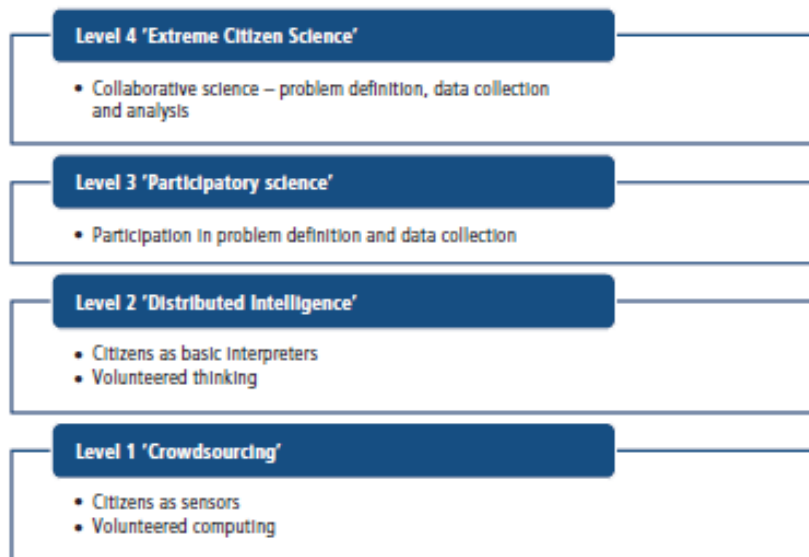 Level 4 ‘Extreme Citizen Science’
• Collaborative science – problem definition, data collection
and analysis
Level 3 ‘Participatory science’
• Participation in problem definition and data collection
Level 2 ‘Distributed Intelligence’
• Citizens as basic interpreters
• Volunteered thinking
Level 1 ‘Crowdsourcing’
• Citizens as sensors
• Volunteered computing